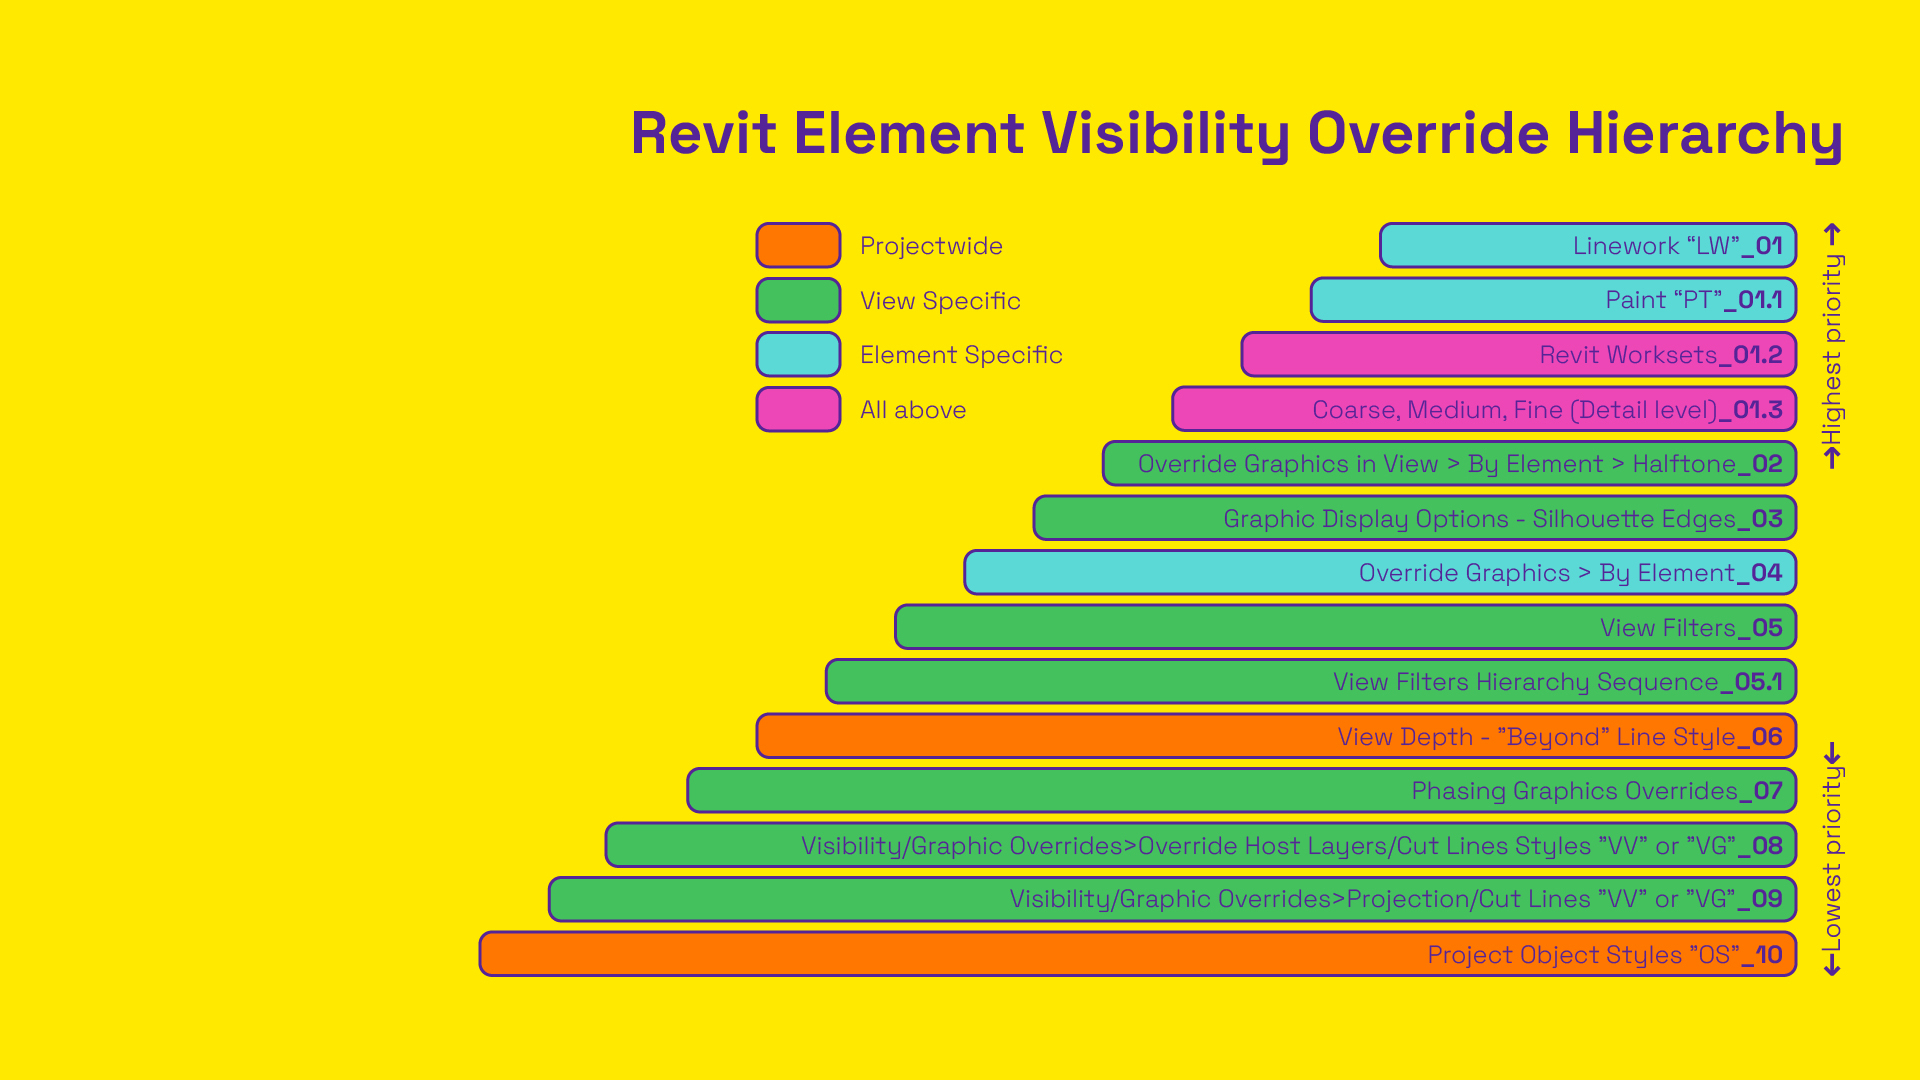 Revit Element Visibility Override Hierarchy
Projectwide
View Specific
Element Specific
All above
Linework “LW”_01
Paint “PT”_01.1
Revit Worksets_01.2
Coarse, Medium, Fine (Detail level)_01.3
Override Graphics in View > By Element > Halftone_02
Graphic Display Options - Silhouette Edges_03
Override Graphics > By Element_04
View Filters_05
View Filters Hierarchy Sequence_05.1
View Depth - ”Beyond” Line Style_06
Phasing Graphics Overrides_07
Visibility/Graphic Overrides>Override Host Layers/Cut Lines Styles ”VV” or ”VG”_08
Visibility/Graphic Overrides>Projection/Cut Lines ”VV” or ”VG”_09
Project Object Styles ”OS”_10
→Highest priority→
←Lowest priority←